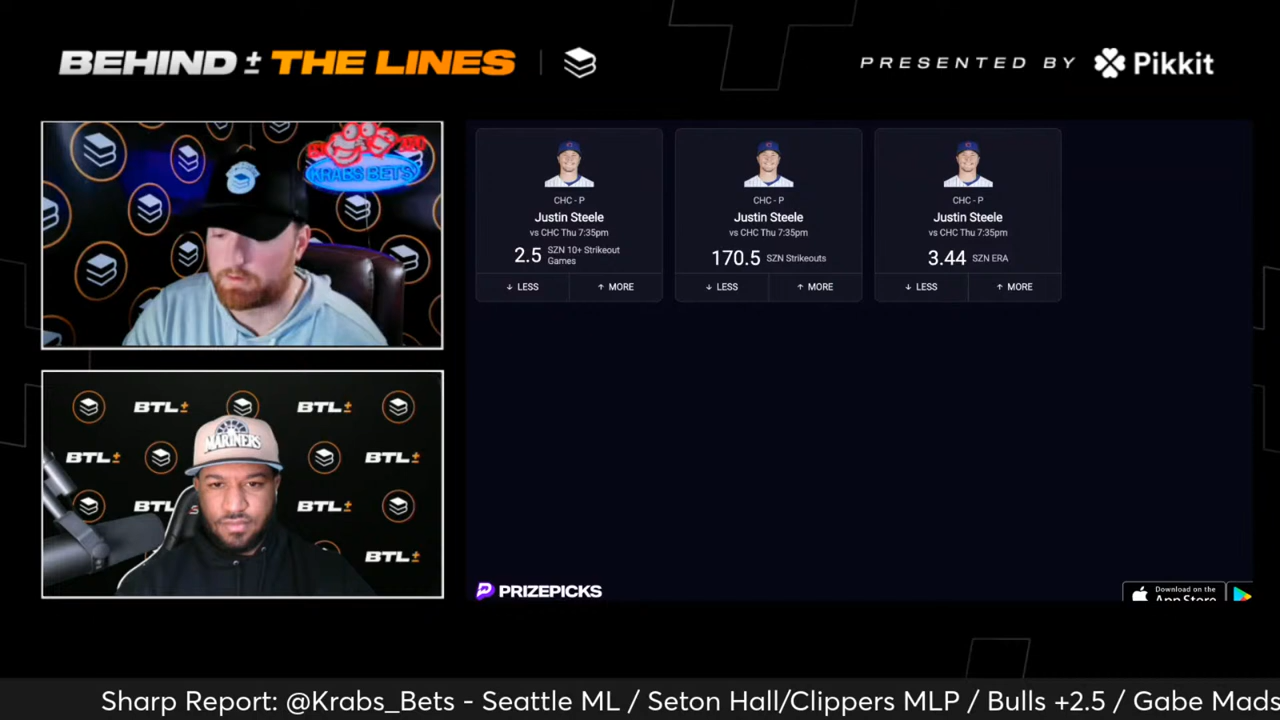 BEHIND ± THE LINES
PRESENTED BY Pikkit
KRABS BETS
MARINERS
BTL± BTL±
BTL± BTL±
BTL± BTL±
BTL±
CHC - P
Justin Steele
vs CHC Thu 7:35pm
2.5 SZN 10+ Strikeout Games
↓ LESS ↑ MORE
CHC - P
Justin Steele
vs CHC Thu 7:35pm
170.5 SZN Strikeouts
↓ LESS ↑ MORE
CHC - P
Justin Steele
vs CHC Thu 7:35pm
3.44 SZN ERA
↓ LESS ↑ MORE
PRIZEPICKS
Download on the
App Store
Sharp Report: @Krabs_Bets - Seattle ML / Seton Hall/Clippers MLP / Bulls +2.5 / Gabe Mads